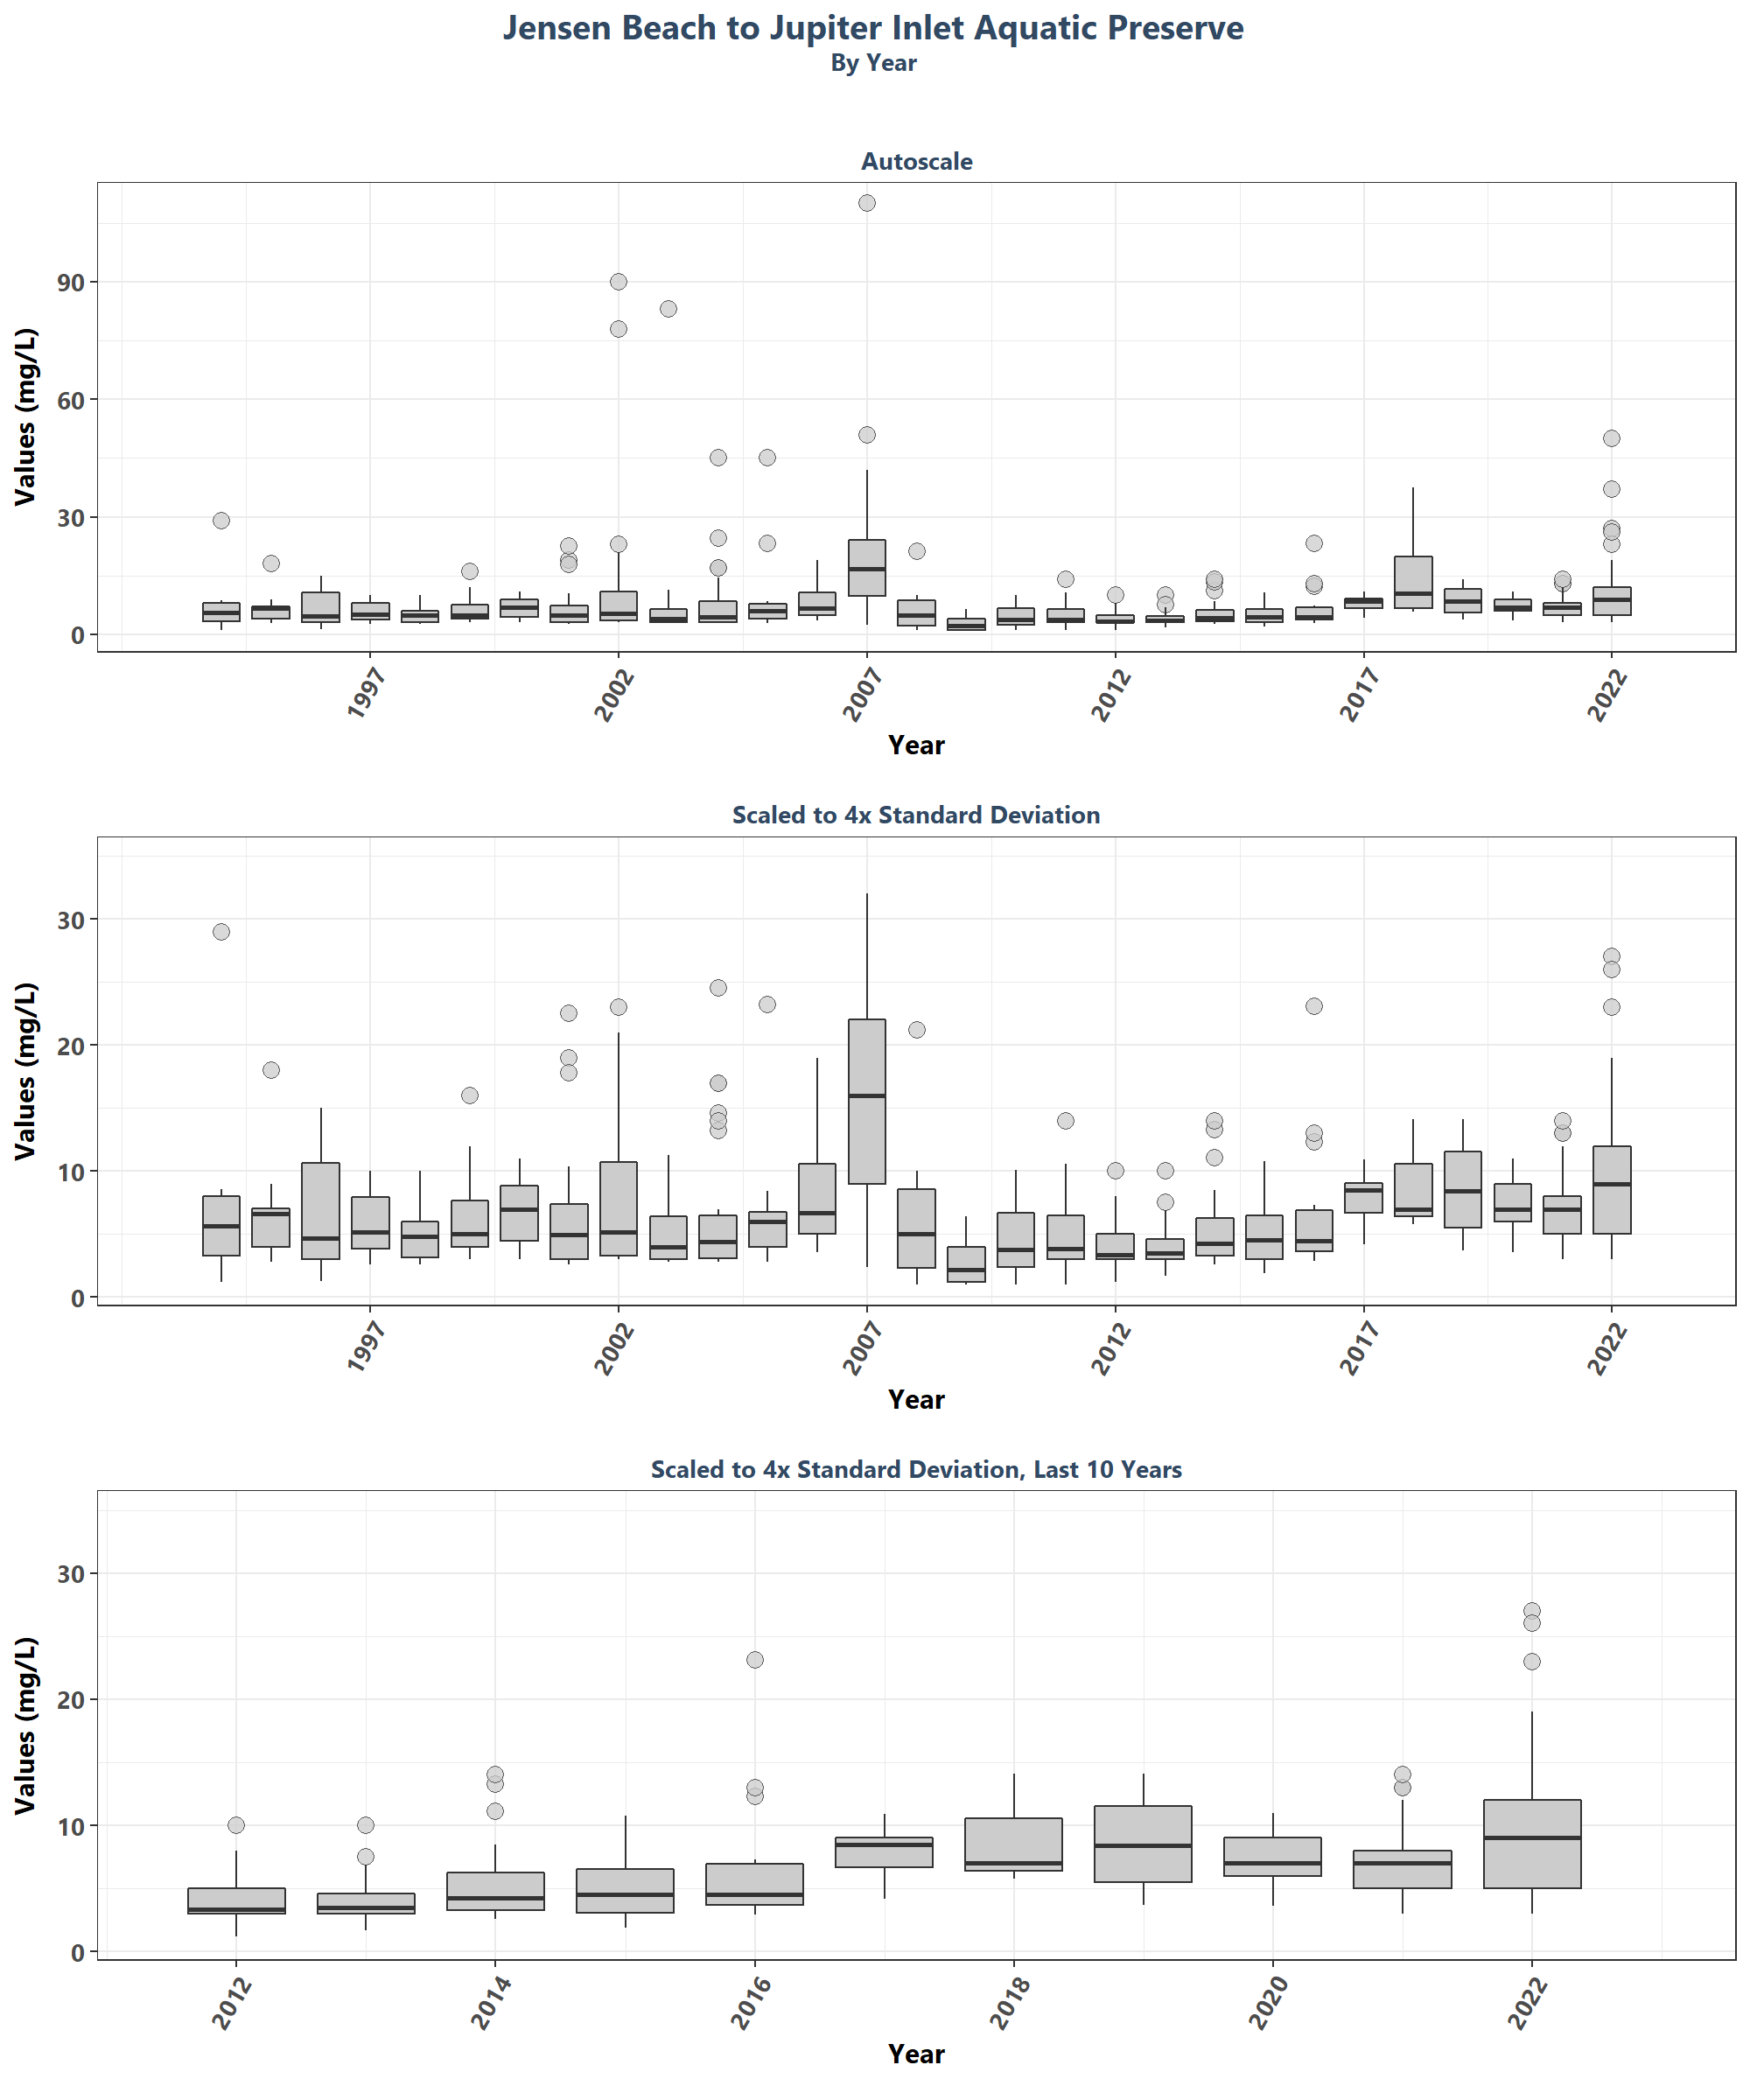 Jensen Beach to Jupiter Inlet Aquatic Preserve
By Year
Autoscale
Values (mg/L)
90
60
30
0
1997
2002
2007
2012
2017
2022
Year
Scaled to 4x Standard Deviation
Values (mg/L)
30
20
10
0
1997
2002
2007
2012
2017
2022
Year
Scaled to 4x Standard Deviation, Last 10 Years
Values (mg/L)
30
20
10
0
2012
2014
2016
2018
2020
2022
Year